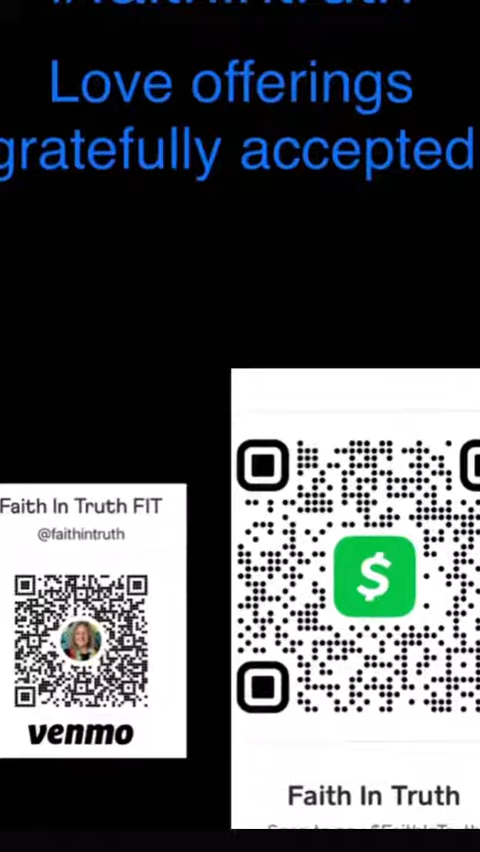 Love offerings
gratefully accepted
Faith In Truth FIT
@faithintruth
venmo
$
Faith In Truth